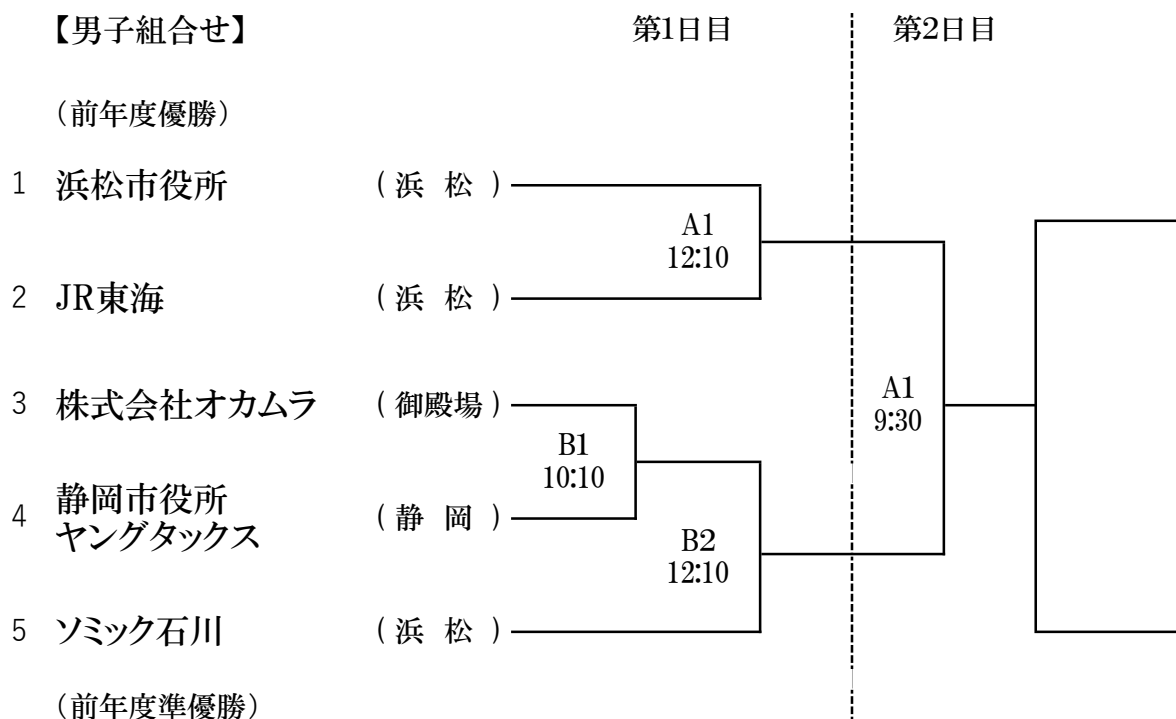 【男子組合せ】 第1日目 第2日目
（前年度優勝）
1 浜松市役所 (浜 松)
A1
12:10
2 JR東海 (浜 松)
3 株式会社オカムラ (御殿場)
A1
9:30
B1
10:10
4 静岡市役所
ヤングタックス (静 岡)
B2
12:10
5 ソミック石川 (浜 松)
（前年度準優勝）